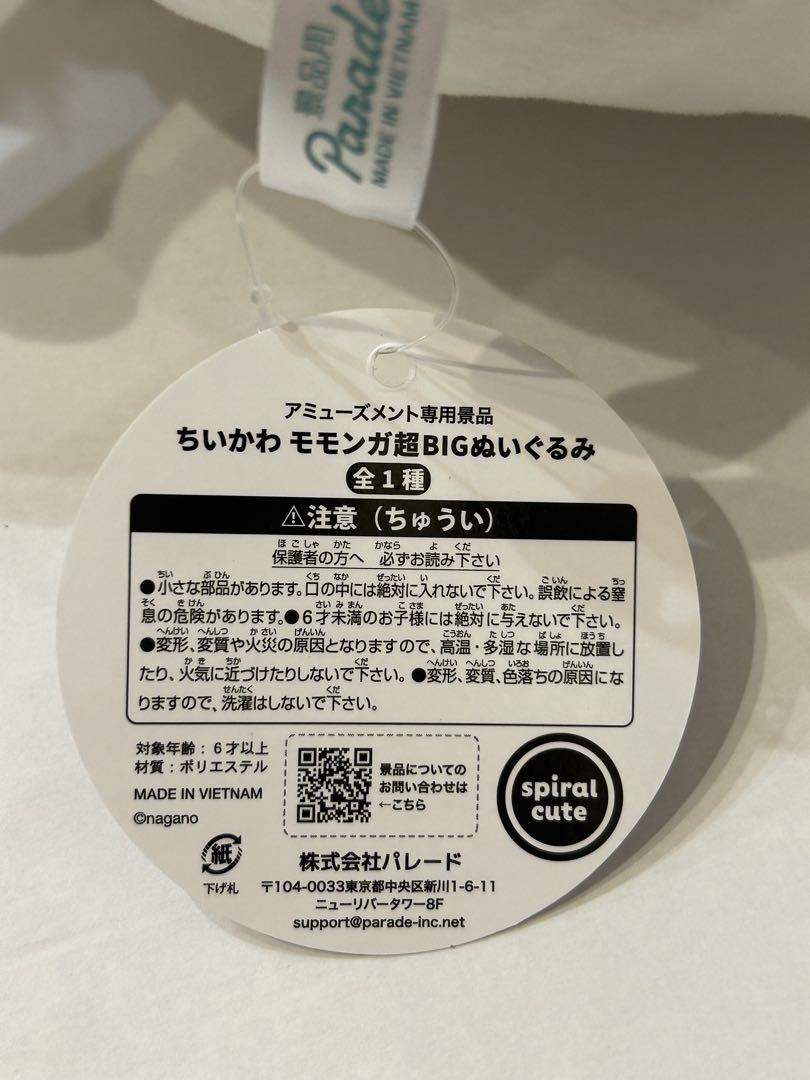 景品用
Parade
MADE IN VIETNAM
アミューズメント専用景品
ちいかわ モモンガ超BIGぬいぐるみ
全1種
⚠注意(ちゅうい)
ほごしゃ かた かなら よ くだ
保護者の方へ 必ずお読み下さい
ちい ぶひん くち なか ぜったい い くだ ごいん ちっ
●小さな部品があります。口の中には絶対に入れないで下さい。誤飲による窒
そく きけん さいみまん こさま ぜったい あた くだ
息の危険があります。●6才未満のお子様には絶対に与えないで下さい。
へんけい へんしつ かさい げんいん こうおん たしつ ばしょ ほうち
●変形、変質や火災の原因となりますので、高温・多湿な場所に放置し
かき ちか くだ へんけい へんしつ いろお げんいん
たり、火気に近づけたりしないで下さい。●変形、変質、色落ちの原因にな
せんたく くだ
りますので、洗濯はしないで下さい。
対象年齢：6才以上
材質：ポリエステル
MADE IN VIETNAM
©nagano
景品についての
お問い合わせは
←こちら
spiral
cute
紙
下げ札
株式会社パレード
〒104-0033東京都中央区新川1-6-11
ニューリバータワー8F
support@parade-inc.net